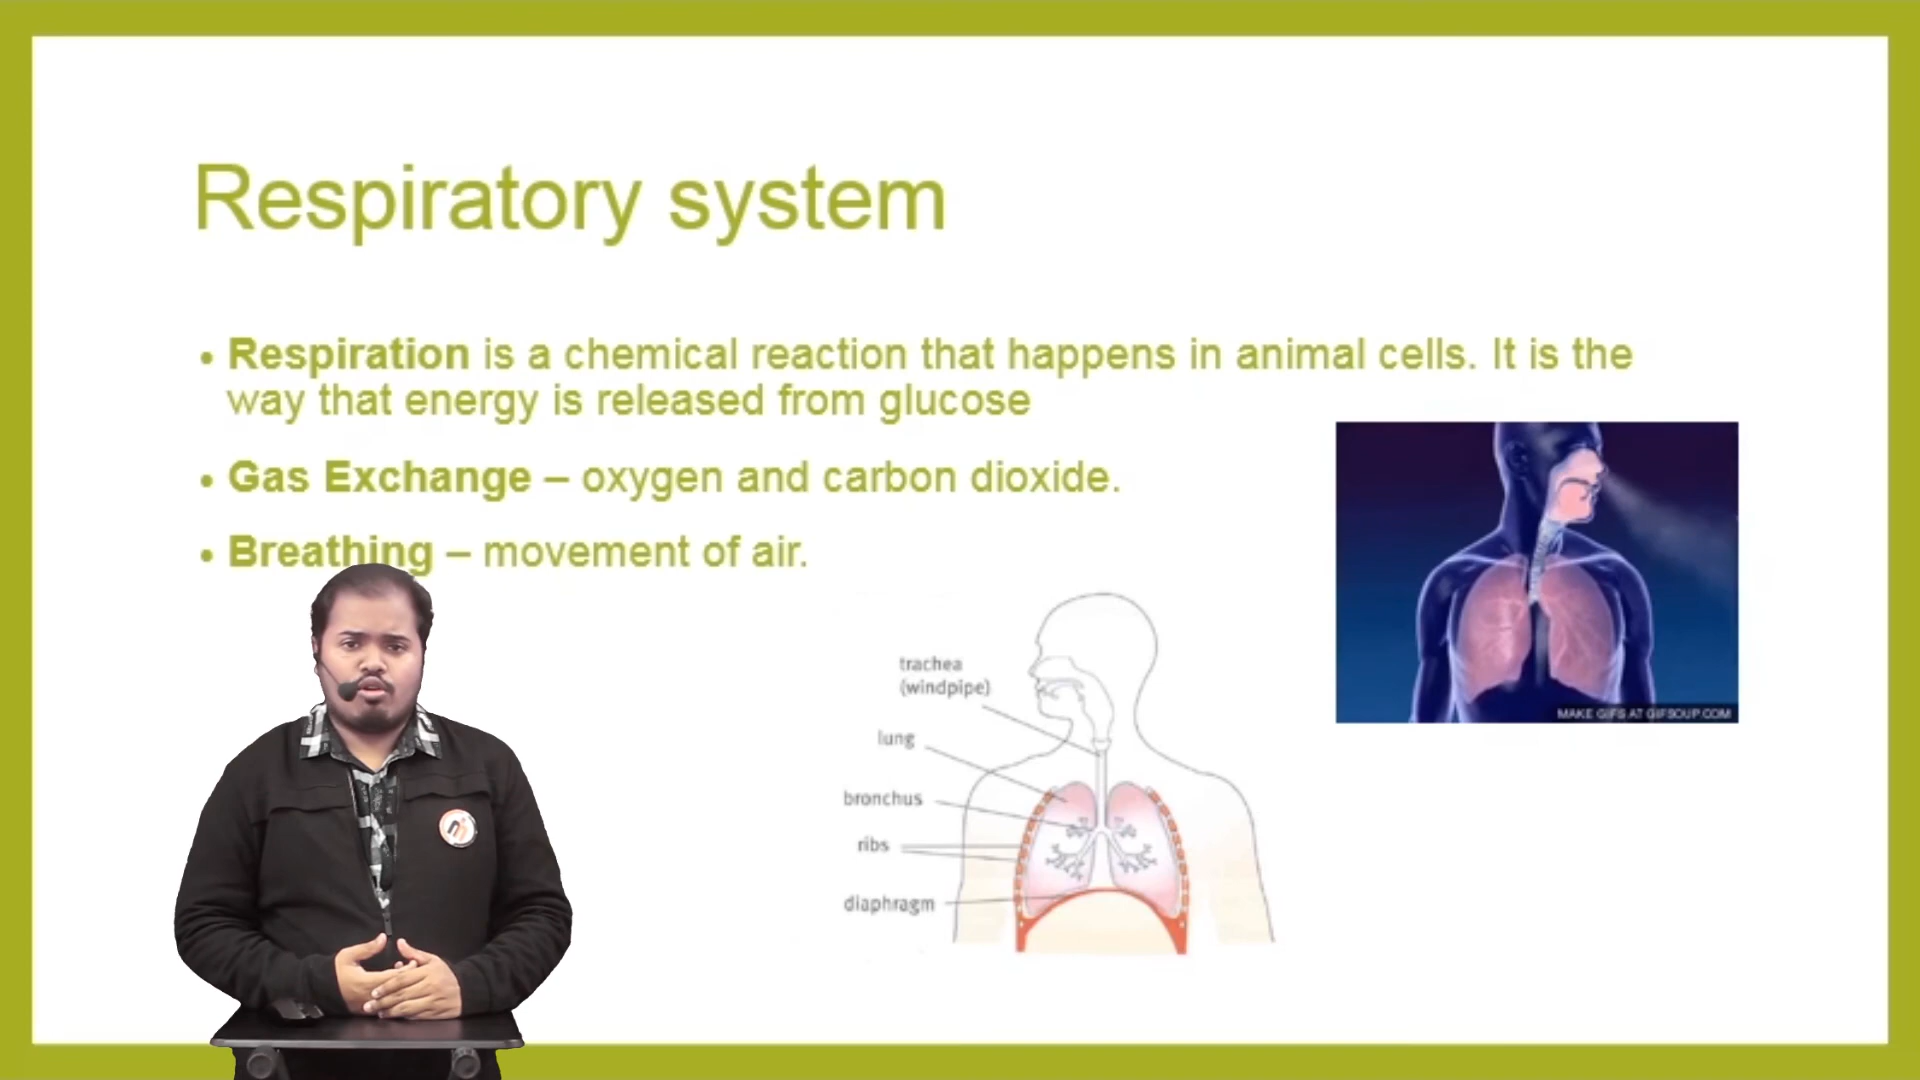 Respiratory system
• Respiration is a chemical reaction that happens in animal cells. It is the
way that energy is released from glucose
• Gas Exchange – oxygen and carbon dioxide.
• Breathing – movement of air.
trachea
(windpipe)
lung
bronchus
ribs
diaphragm
MAKE GIFS AT GIFSOUP.COM